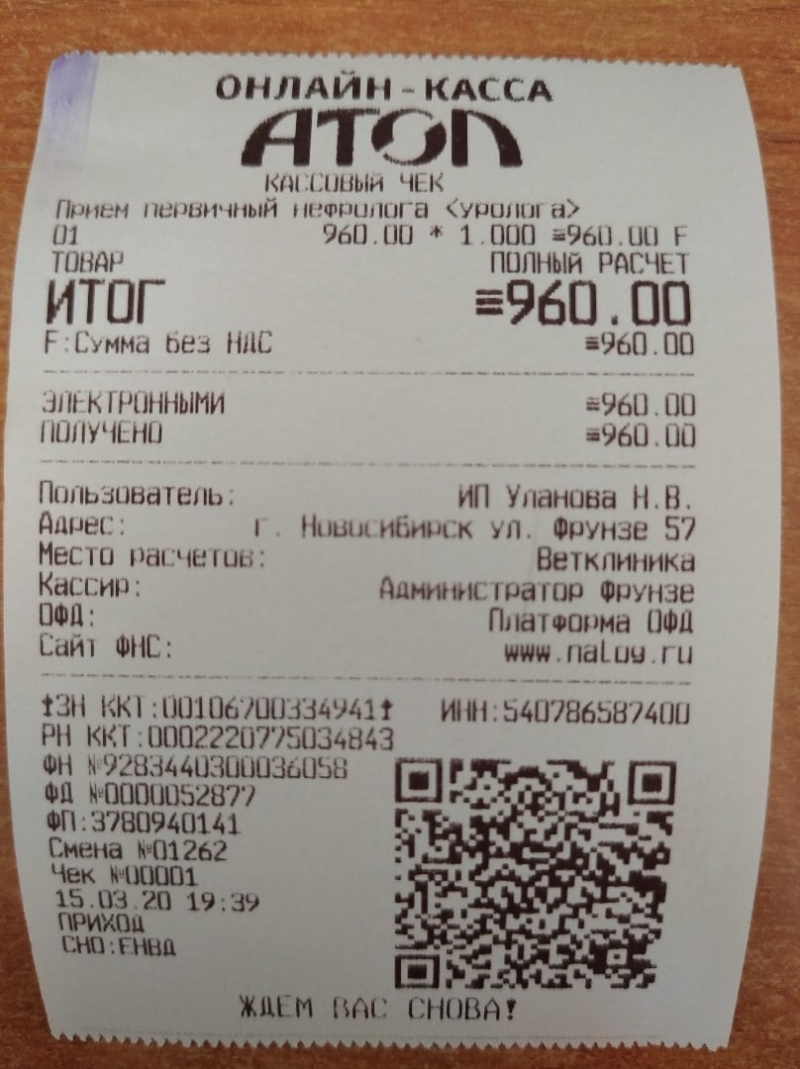 ОНЛАЙН-КАССА
АТОЛ
КАССОВЫЙ ЧЕК
Прием первичный нефролога <уролога>
01 960.00 * 1.000 ≡960.00 F
ТОВАР ПОЛНЫЙ РАСЧЕТ
ИТОГ ≡960.00
F:Сумма без НДС ≡960.00
ЭЛЕКТРОННЫМИ ≡960.00
ПОЛУЧЕНО ≡960.00
Пользователь: ИП Уланова Н.В.
Адрес: г. Новосибирск ул. Фрунзе 57
Место расчетов: Ветклиника
Кассир: Администратор Фрунзе
ОФД: Платформа ОФД
Сайт ФНС: www.nalog.ru
ЗН ККТ:00106700334941 ИНН:540786587400
РН ККТ:0002220775034843
ФН №9283440300036058
ФД №0000052877
ФП:3780940141
Смена №01262
Чек №00001
15.03.20 19:39
ПРИХОД
СНО:ЕНВД
ЖДЕМ ВАС СНОВА!